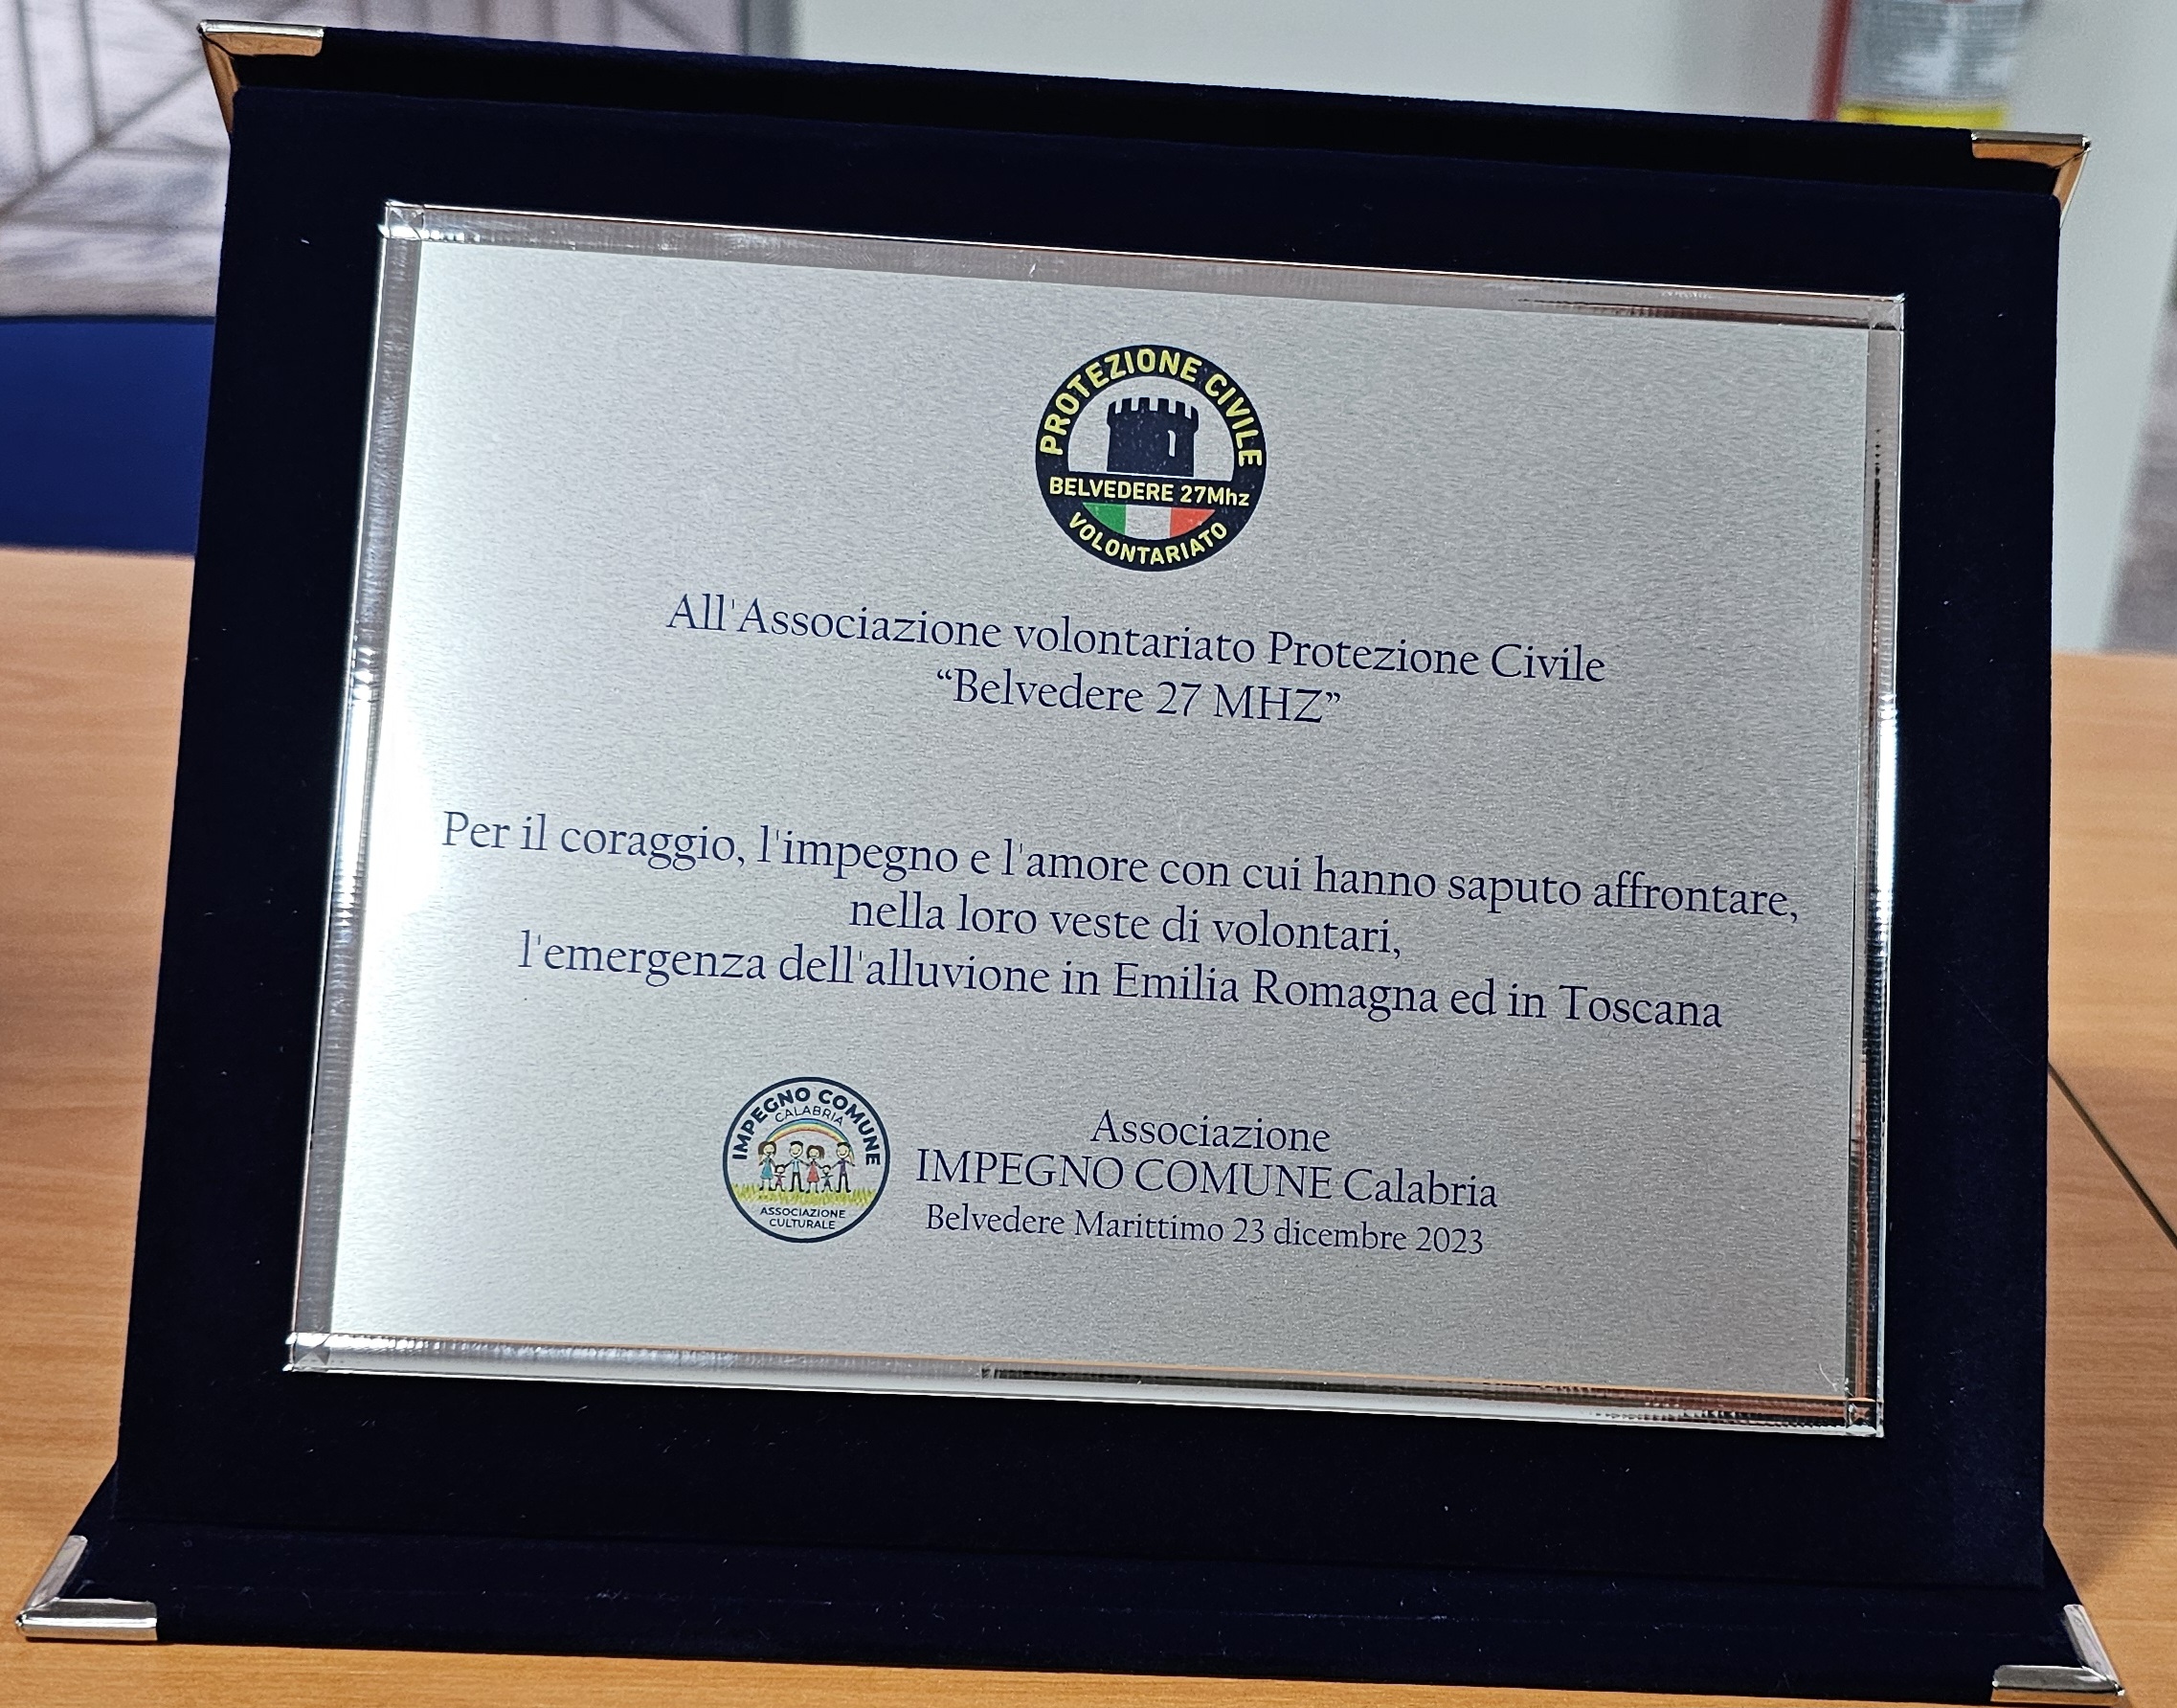 PROTEZIONE CIVILE
BELVEDERE 27Mhz
VOLONTARIATO
All'Associazione volontariato Protezione Civile
“Belvedere 27 MHZ”
Per il coraggio, l'impegno e l'amore con cui hanno saputo affrontare,
nella loro veste di volontari,
l'emergenza dell'alluvione in Emilia Romagna ed in Toscana
IMPEGNO COMUNE
CALABRIA
ASSOCIAZIONE
CULTURALE
Associazione
IMPEGNO COMUNE Calabria
Belvedere Marittimo 23 dicembre 2023